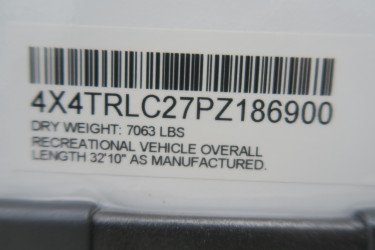 4X4TRLC27PZ186900
DRY WEIGHT: 7063 LBS
RECREATIONAL VEHICLE OVERALL
LENGTH 32'10" AS MANUFACTURED.